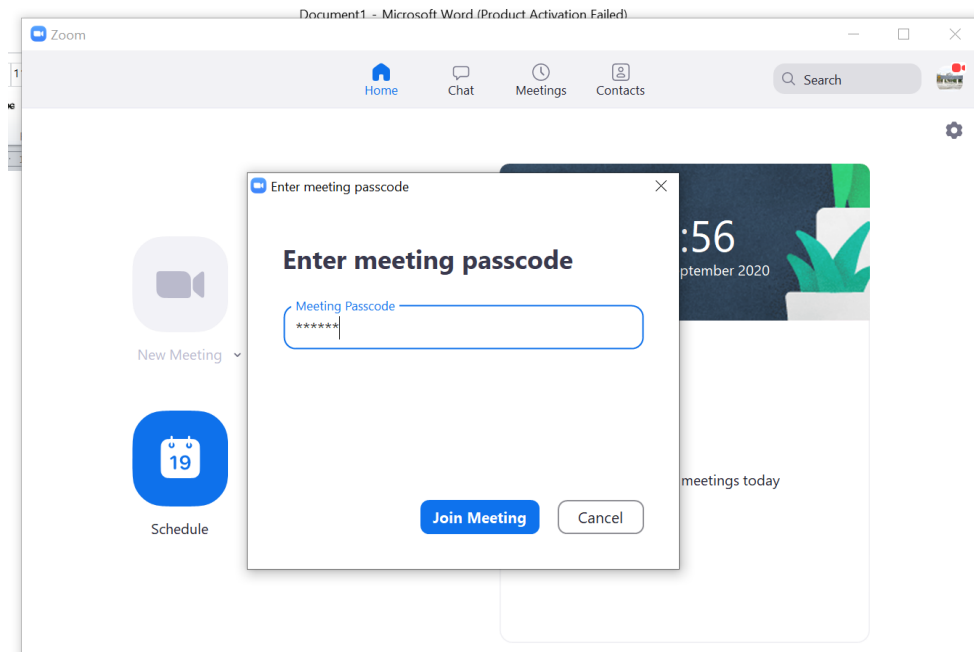 Document1 - Microsoft Word (Product Activation Failed)
Zoom
Home
Chat
Meetings
Contacts
Search
Enter meeting passcode
Enter meeting passcode
:56
ptember 2020
Meeting Passcode
******
New Meeting
19
meetings today
Join Meeting
Cancel
Schedule